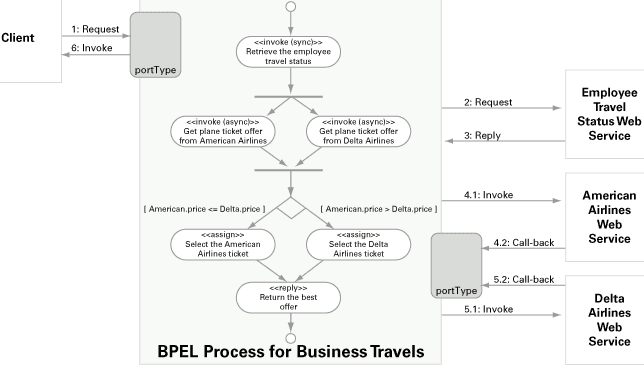 Client
1: Request
6: Invoke
portType
<<invoke (sync)>>
Retrieve the employee
travel status
<<invoke (async)>>
Get plane ticket offer
from American Airlines
<<invoke (async)>>
Get plane ticket offer
from Delta Airlines
[ American.price <= Delta.price ]
[ American.price > Delta.price ]
<<assign>>
Select the American
Airlines ticket
<<assign>>
Select the Delta
Airlines ticket
<<reply>>
Return the best
offer
BPEL Process for Business Travels
2: Request
3: Reply
Employee
Travel
Status Web
Service
4.1: Invoke
4.2: Call-back
American
Airlines
Web
Service
portType
5.2: Call-back
5.1: Invoke
Delta
Airlines
Web
Service